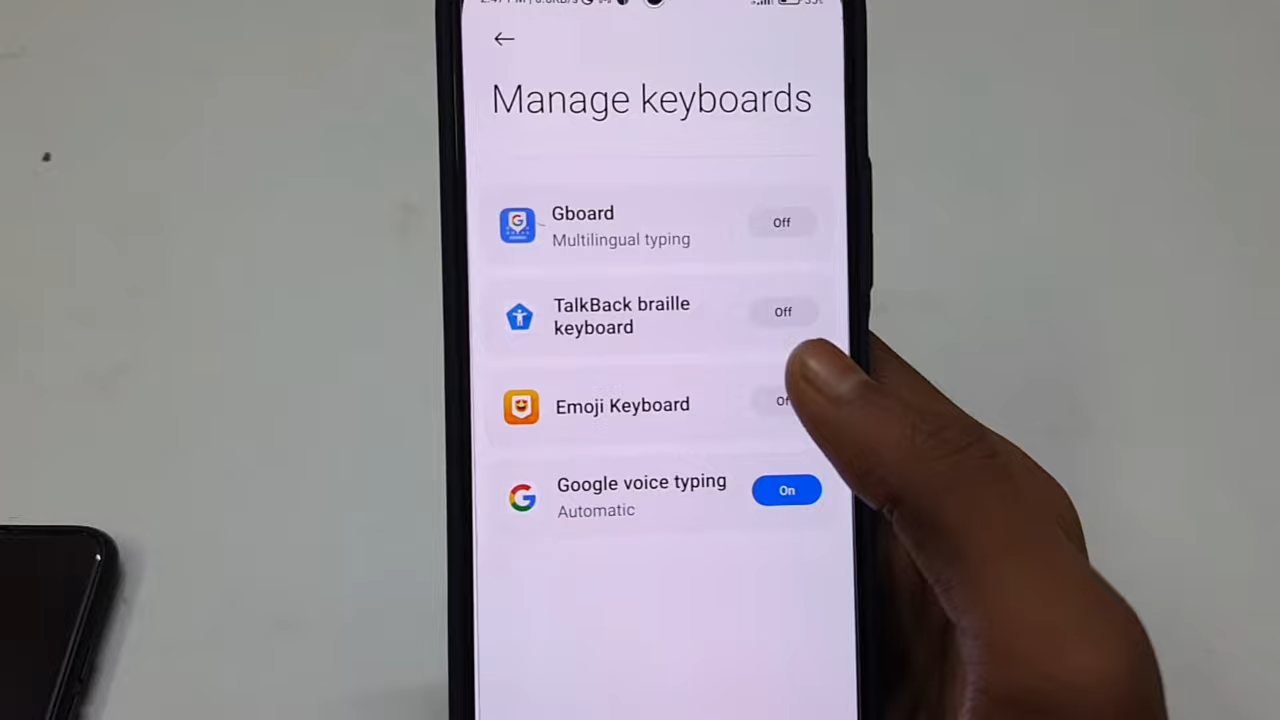 Manage keyboards
Gboard
Multilingual typing
Off
TalkBack braille
keyboard
Off
Emoji Keyboard
Google voice typing
Automatic
On